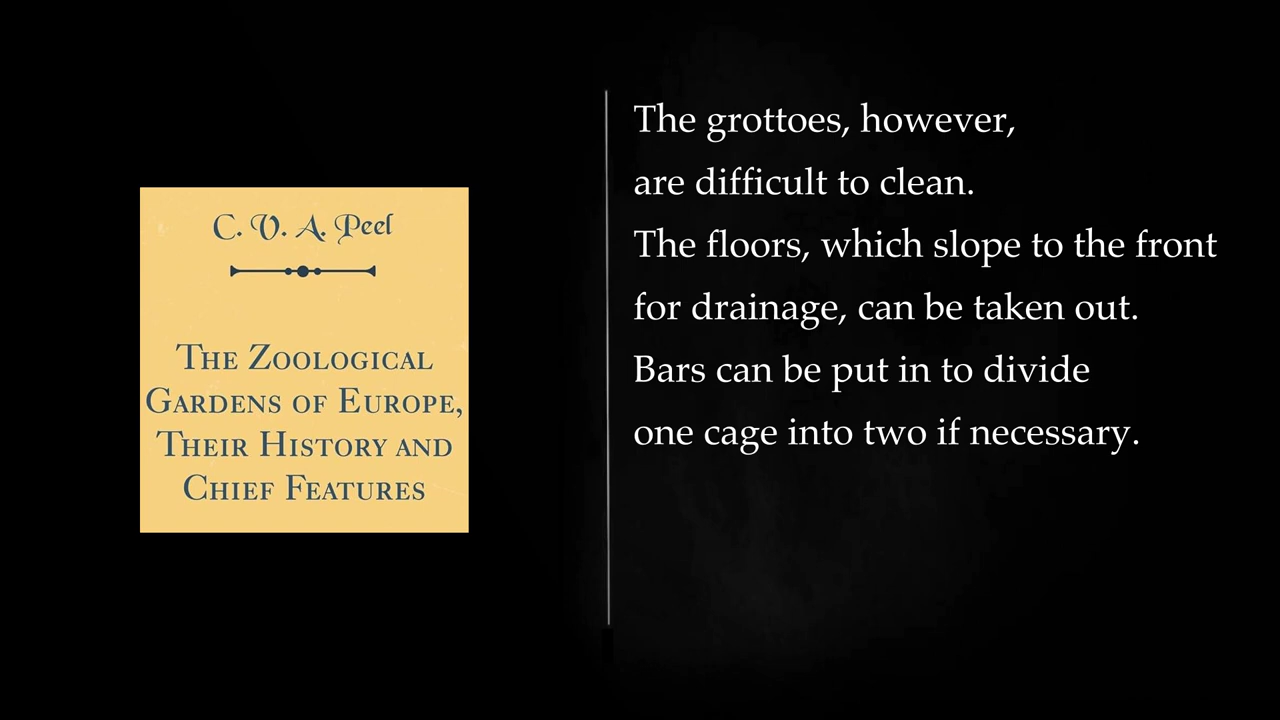 C. V. A. Peel
The Zoological
Gardens of Europe,
Their History and
Chief Features
The grottoes, however,
are difficult to clean.
The floors, which slope to the front
for drainage, can be taken out.
Bars can be put in to divide
one cage into two if necessary.